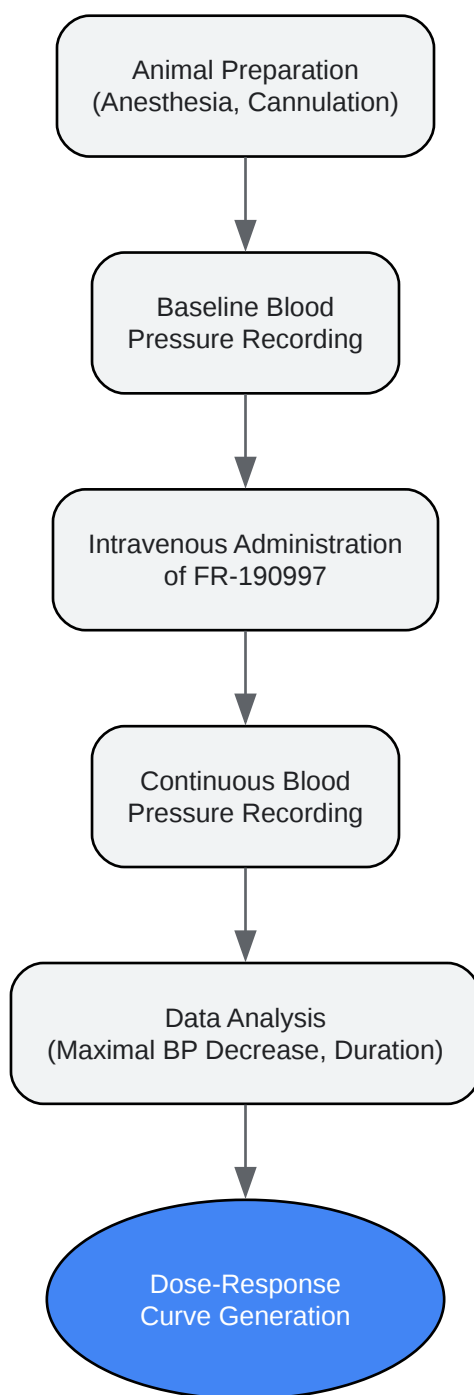 Animal Preparation
(Anesthesia, Cannulation)
Baseline Blood
Pressure Recording
Intravenous Administration
of FR-190997
Continuous Blood
Pressure Recording
Data Analysis
(Maximal BP Decrease, Duration)
Dose-Response
Curve Generation